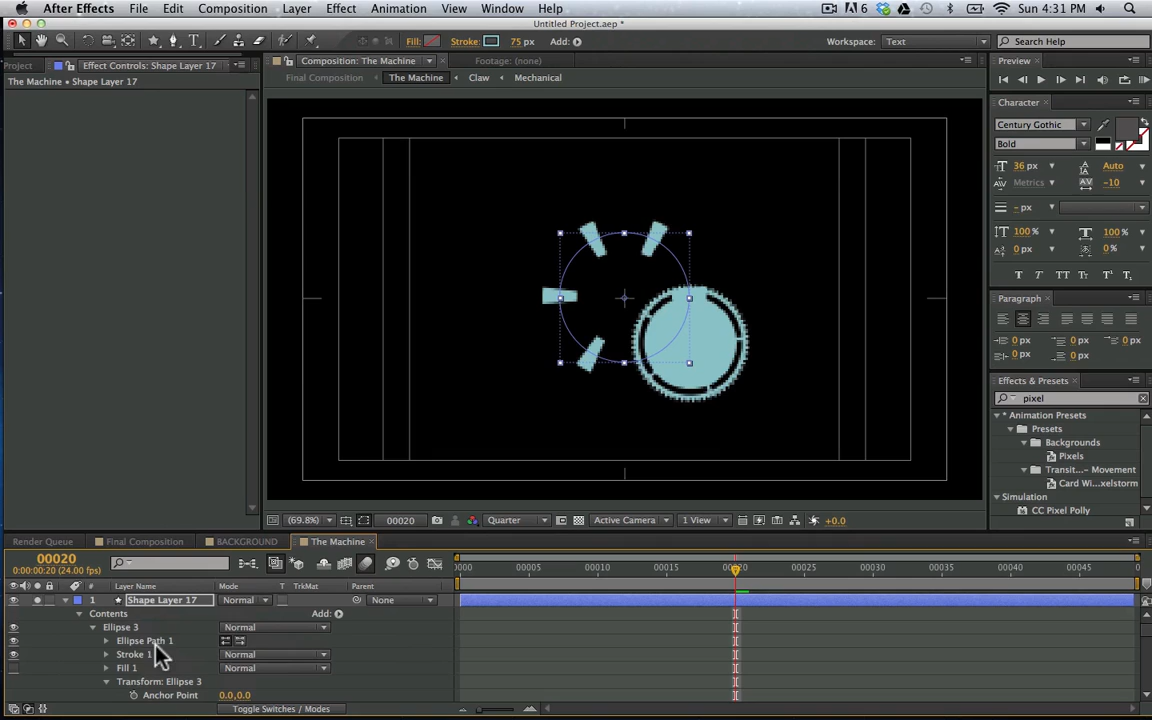 After Effects File Edit Composition Layer Effect Animation View Window Help 6 Sun 4:31 PM
Untitled Project.aep *
Fill: Stroke: 75 px Add: Workspace: Text Search Help
Project Effect Controls: Shape Layer 17 Composition: The Machine Footage: (none) Preview
The Machine • Shape Layer 17 Final Composition The Machine Claw Mechanical
Character
Century Gothic
Bold
36 px Auto
Metrics -10
- px
100% 100%
0 px 0%
T T TT Tr T¹ T₁
Paragraph
0 px 0 px 0 px
0 px 0 px
Effects & Presets
pixel
* Animation Presets
Presets
Backgrounds
Pixels
Transit...- Movement
Card Wi...xelstorm
Simulation
CC Pixel Polly
(69.8%) 00020 Quarter Active Camera 1 View +0.0
Render Queue Final Composition BACKGROUND The Machine
00020
0:00:00:20 (24.00 fps)
0000 00005 00010 00015 00020 00025 00030 00035 00040 00045 0
# Layer Name Mode T TrkMat Parent
1 Shape Layer 17 Normal None
Contents Add:
Ellipse 3 Normal
Ellipse Path 1
Stroke 1 Normal
Fill 1 Normal
Transform: Ellipse 3
Anchor Point 0.0,0.0
Toggle Switches / Modes